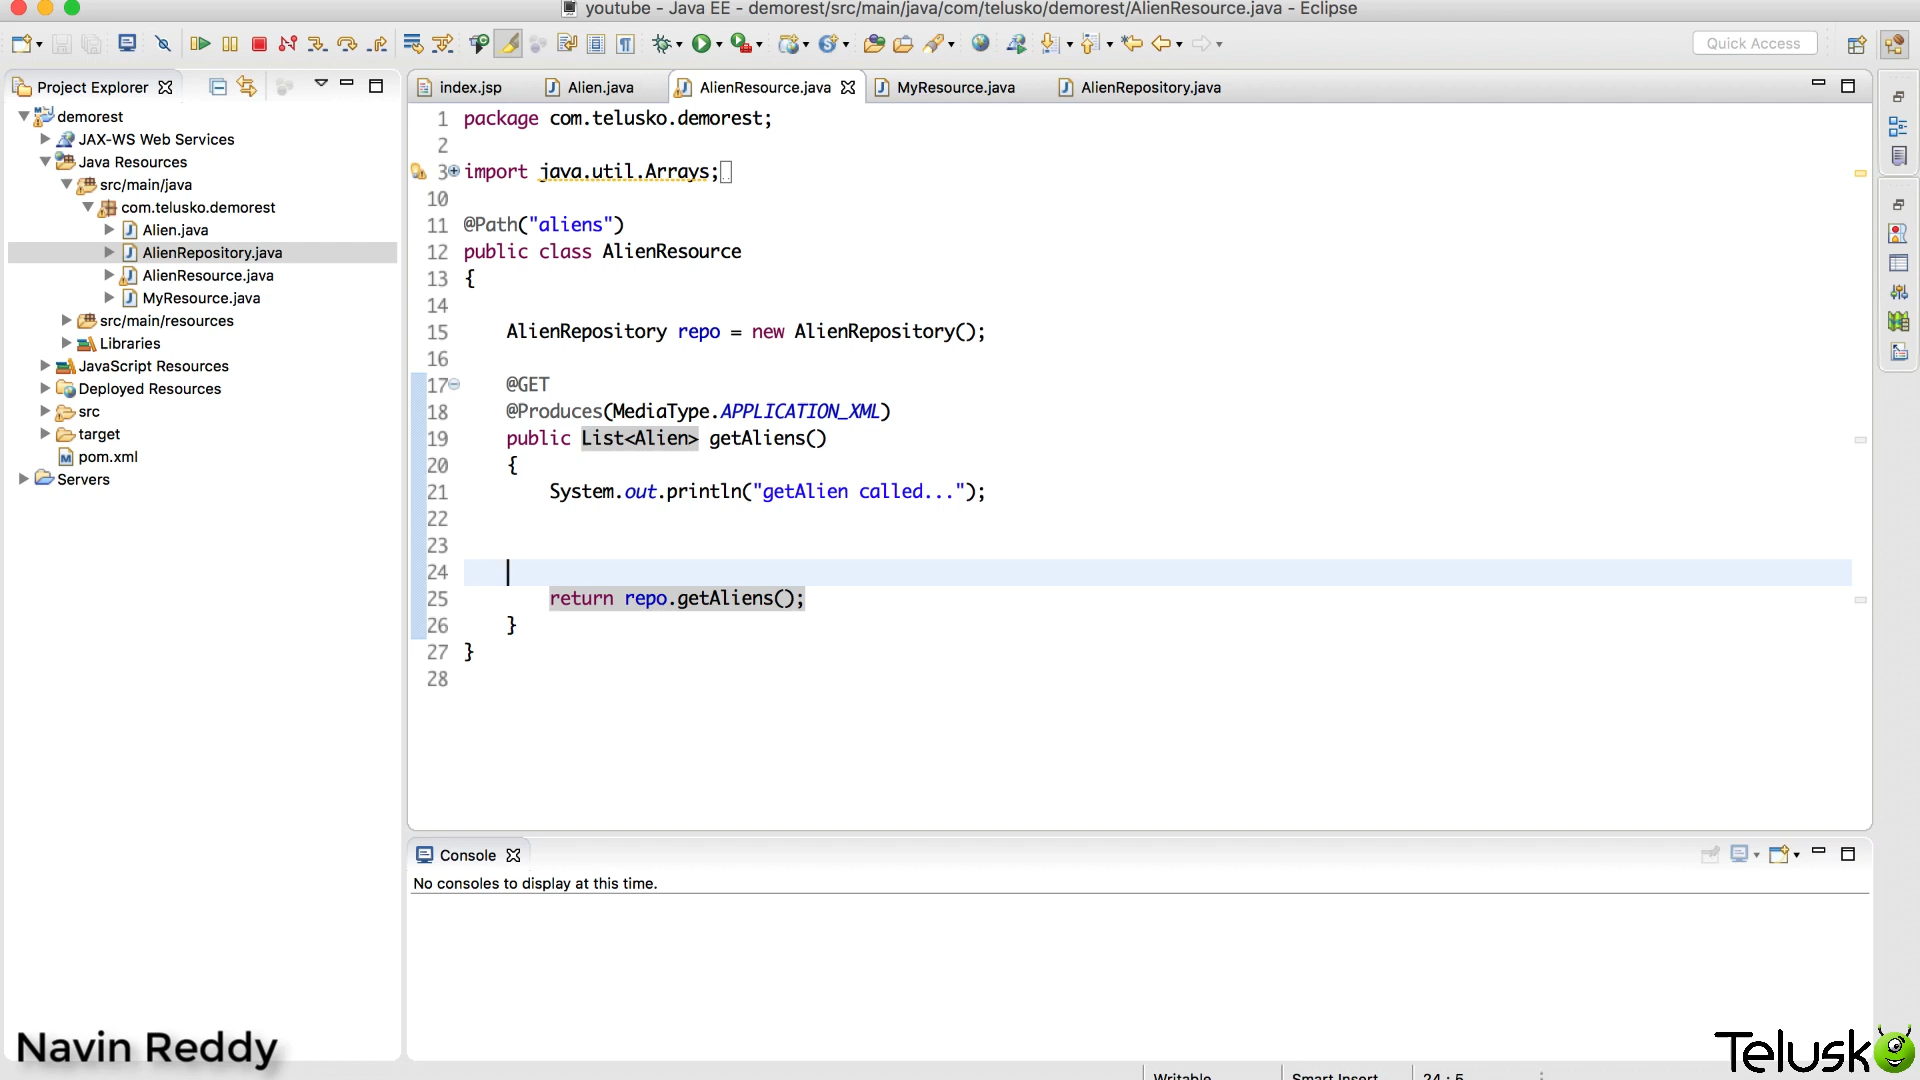 youtube - Java EE - demorest/src/main/java/com/telusko/demorest/AlienResource.java - Eclipse
Quick Access
Project Explorer
demorest
JAX-WS Web Services
Java Resources
src/main/java
com.telusko.demorest
Alien.java
AlienRepository.java
AlienResource.java
MyResource.java
src/main/resources
Libraries
JavaScript Resources
Deployed Resources
src
target
pom.xml
Servers
index.jsp Alien.java AlienResource.java MyResource.java AlienRepository.java
1 package com.telusko.demorest;
2
3 import java.util.Arrays;
10
11 @Path("aliens")
12 public class AlienResource
13 {
14
15 AlienRepository repo = new AlienRepository();
16
17 @GET
18 @Produces(MediaType.APPLICATION_XML)
19 public List<Alien> getAliens()
20 {
21 System.out.println("getAlien called...");
22
23
24
25 return repo.getAliens();
26 }
27 }
28
Console
No consoles to display at this time.
Writable Smart Insert 24 : 5
Navin Reddy
Telusko